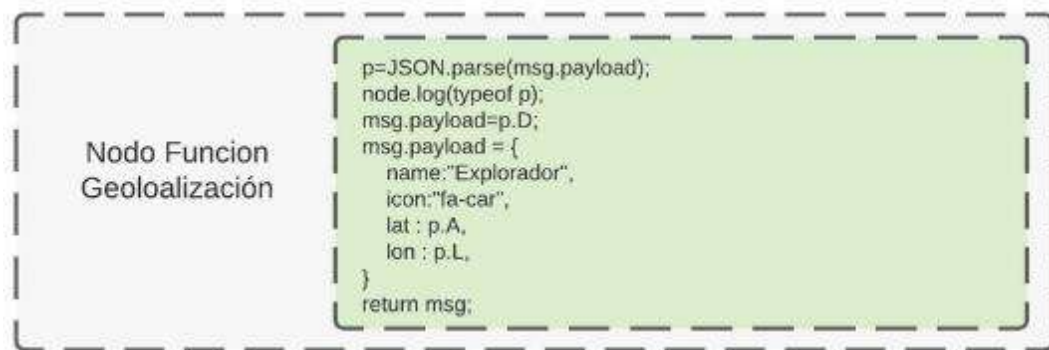 Nodo Funcion
Geoloalización
p=JSON.parse(msg.payload);
node.log(typeof p);
msg.payload=p.D;
msg.payload = {
name:"Explorador",
icon:"fa-car",
lat : p.A,
lon : p.L,
}
return msg;